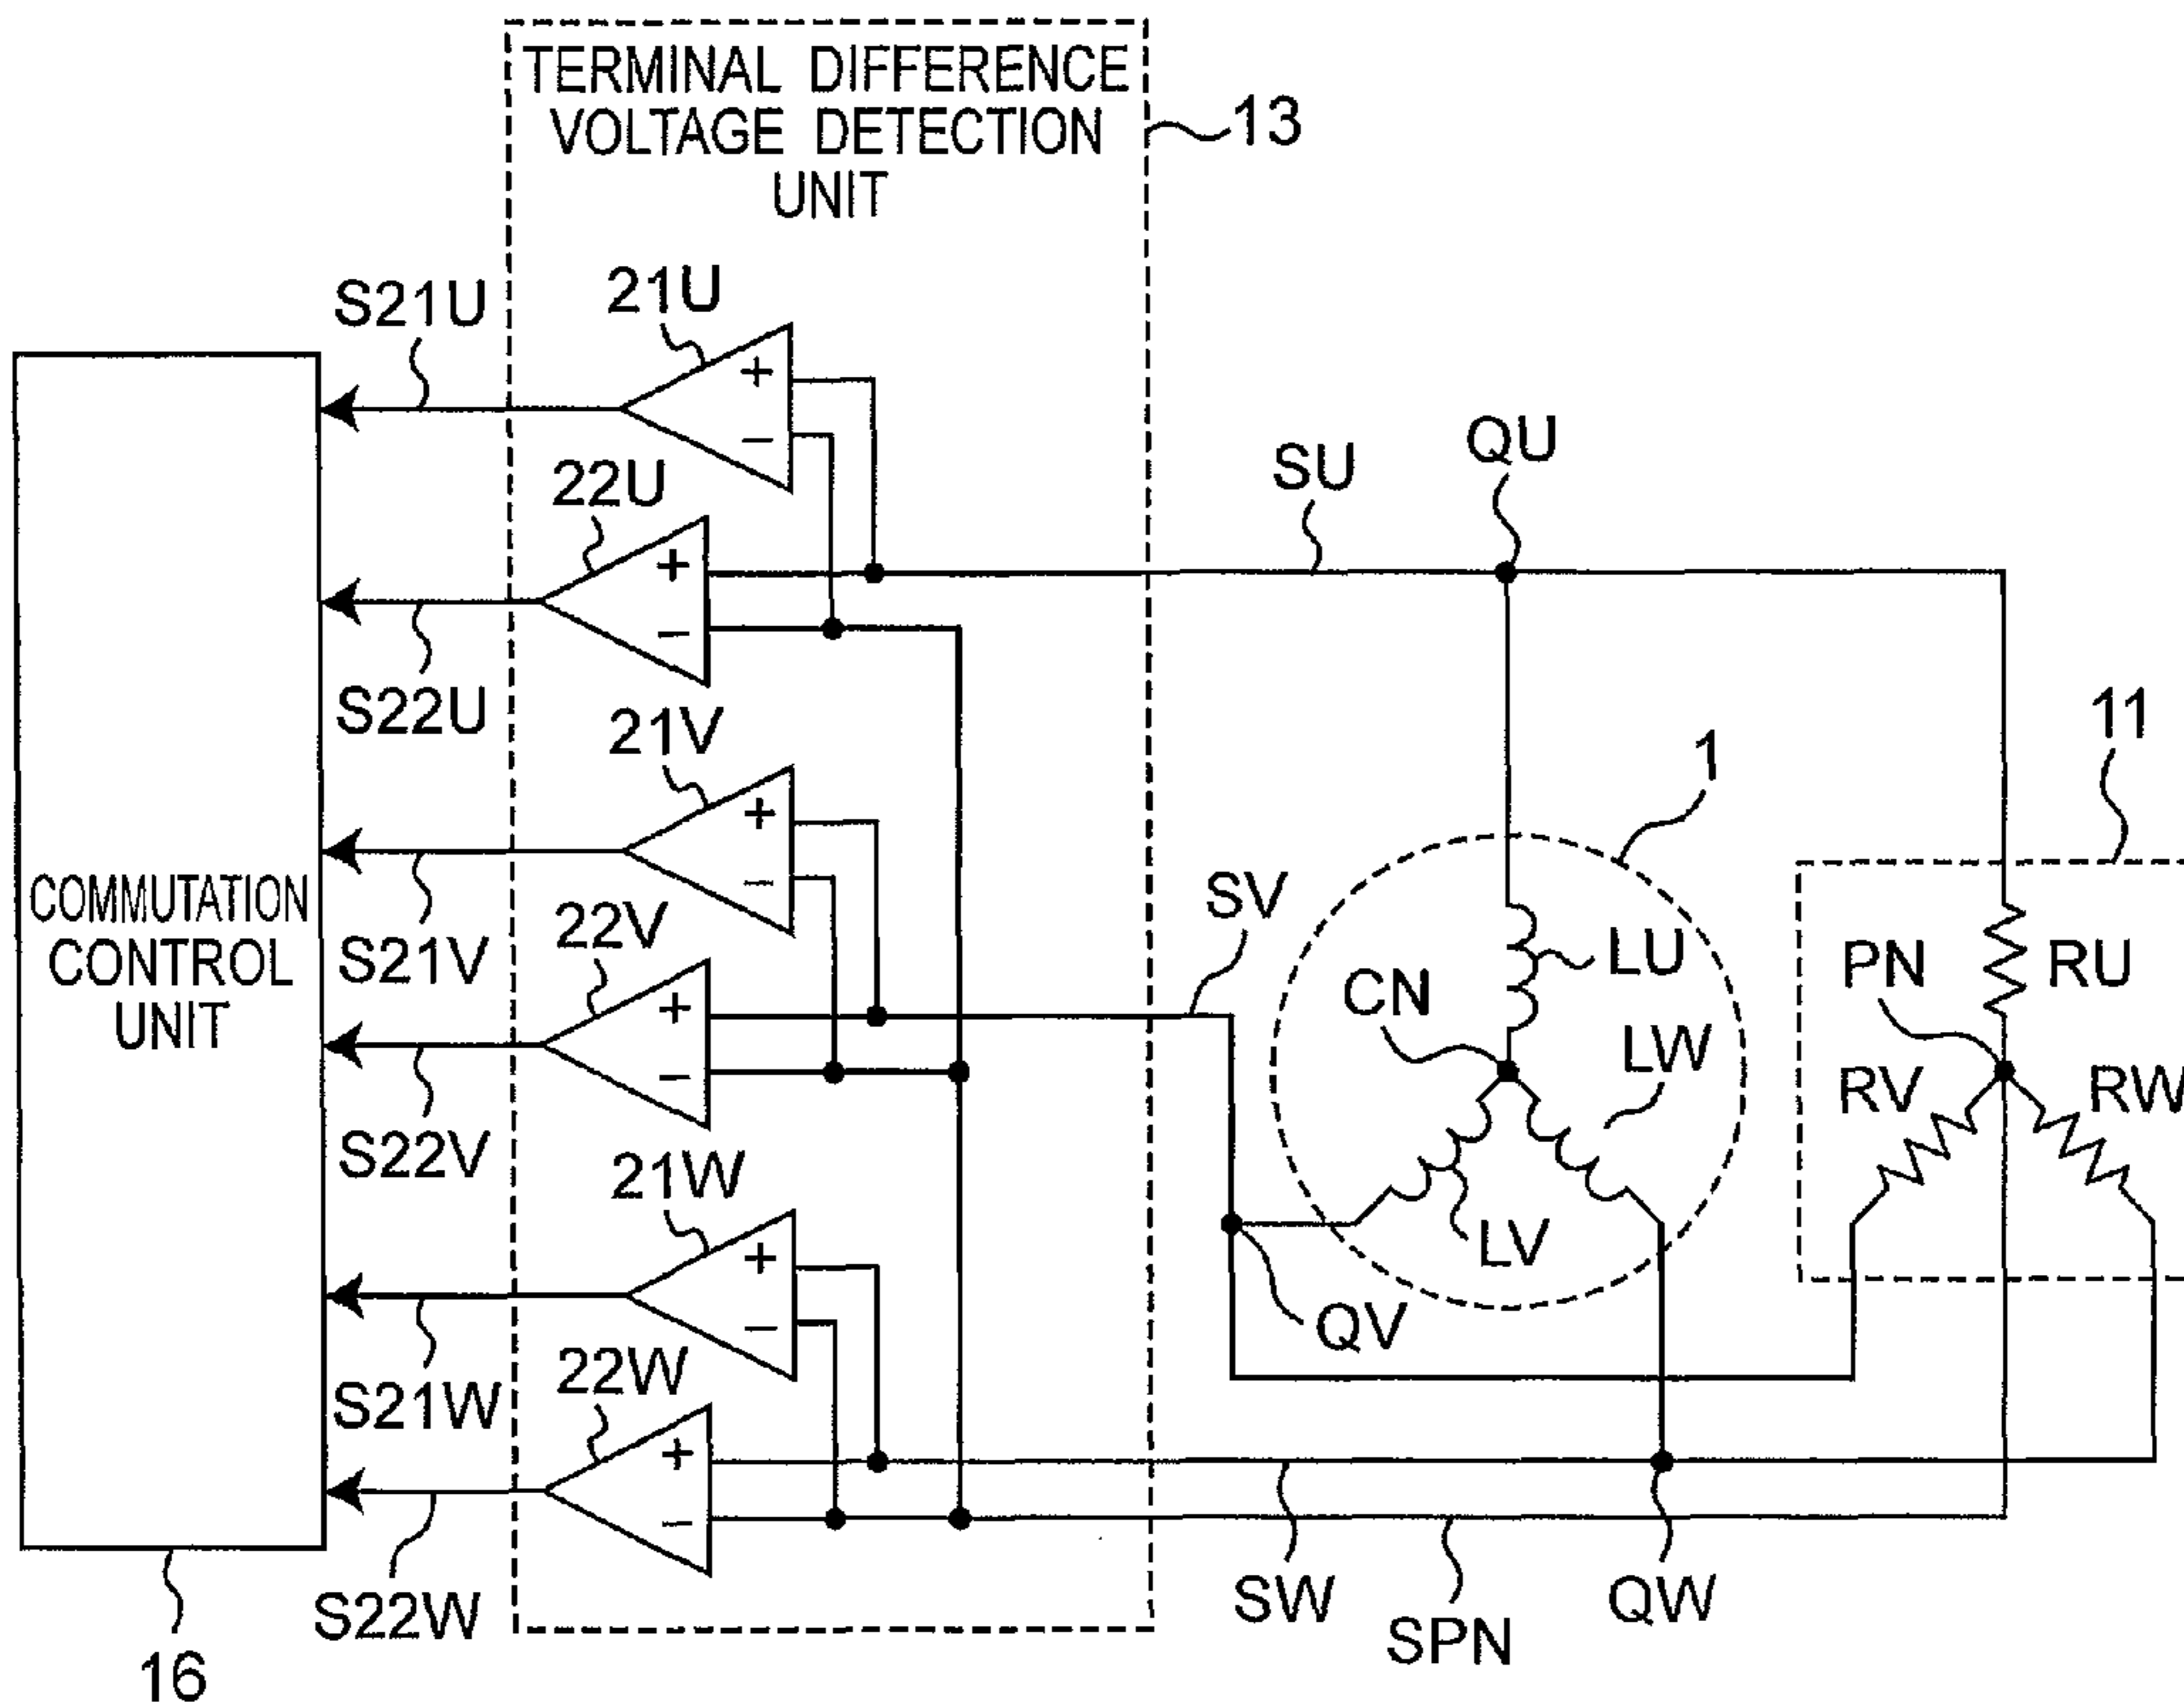 TERMINAL DIFFERENCE
VOLTAGE DETECTION
UNIT
13
S21U
21U
+
−
22U
+
−
S22U
SU
QU
21V
+
−
S21V
22V
+
−
S22V
SV
COMMUTATION
CONTROL
UNIT
1
11
LU
CN
LW
LV
QV
PN
RU
RV
RW
21W
+
−
S21W
22W
+
−
S22W
SW
SPN
QW
16